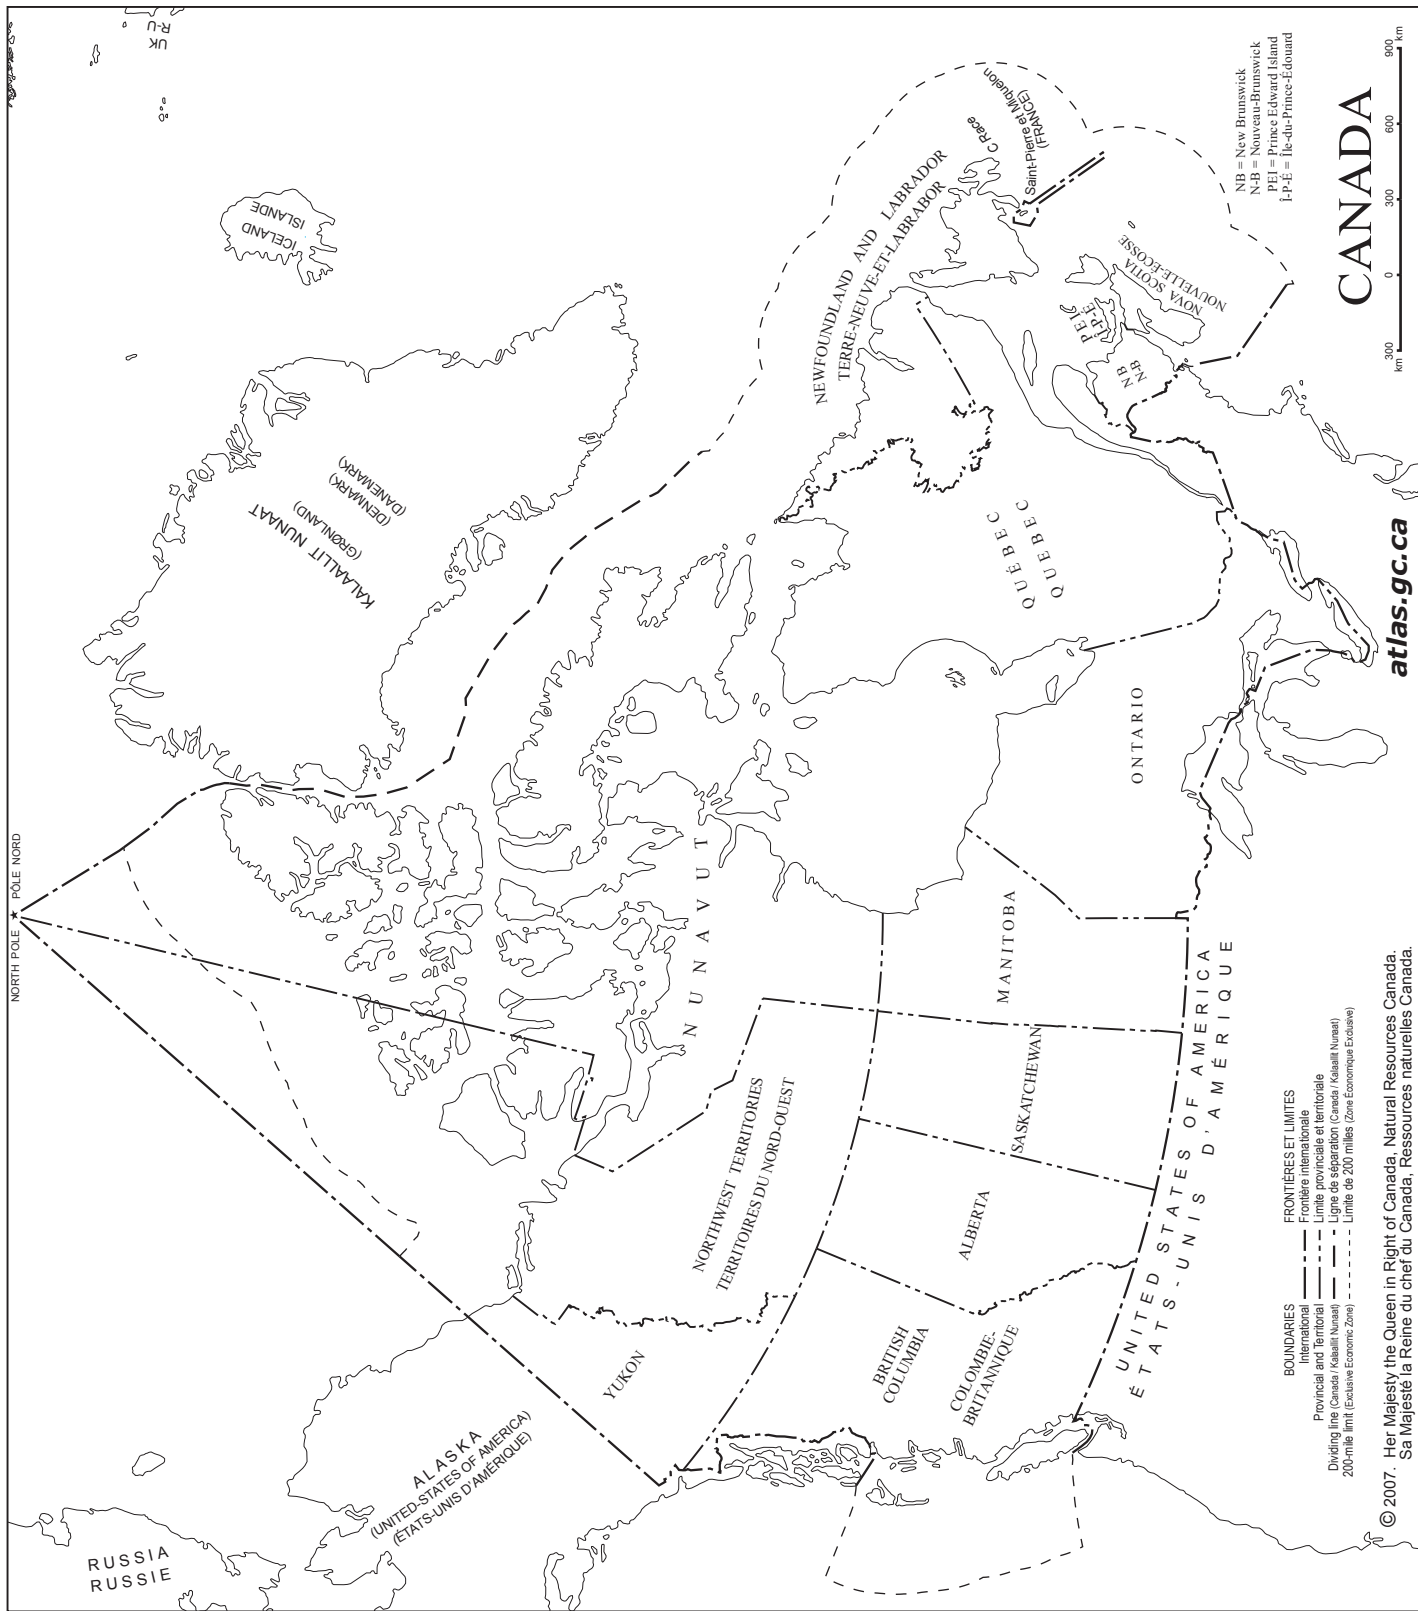 RUSSIA
RUSSIE
ALASKA
(UNITED-STATES OF AMERICA)
(ÉTATS-UNIS D'AMÉRIQUE)
NORTH POLE
PÔLE NORD
KALAALLIT NUNAAT
(GRØNLAND)
(DENMARK)
(DANEMARK)
ICELAND
ISLANDE
UK
R-U
YUKON
NORTHWEST TERRITORIES
TERRITOIRES DU NORD-OUEST
NUNAVUT
BRITISH
COLUMBIA
COLOMBIE-
BRITANNIQUE
ALBERTA
SASKATCHEWAN
MANITOBA
ONTARIO
QUÉBEC
QUEBEC
NEWFOUNDLAND AND LABRADOR
TERRE-NEUVE-ET-LABRABOR
C Race
Saint-Pierre et Miquelon
(FRANCE)
PEI
Î-P-É
NB
N-B
NOVA SCOTIA
NOUVELLE-ÉCOSSE
UNITED STATES OF AMERICA
ÉTATS-UNIS D'AMÉRIQUE
NB = New Brunswick
N-B = Nouveau-Brunswick
PEI = Prince Edward Island
Î-P-É = Île-du-Prince-Édouard
BOUNDARIES
FRONTIÈRES ET LIMITES
International
Frontière internationale
Provincial and Territorial
Limite provinciale et territoriale
Dividing line (Canada / Kalaallit Nunaat)
Ligne de séparation (Canada / Kalaallit Nunaat)
200-mile limit (Exclusive Economic Zone)
Limite de 200 milles (Zone Économique Exclusive)
CANADA
km 300 0 300 600 900 km
atlas.gc.ca
© 2007. Her Majesty the Queen in Right of Canada, Natural Resources Canada.
Sa Majesté la Reine du chef du Canada, Ressources naturelles Canada.